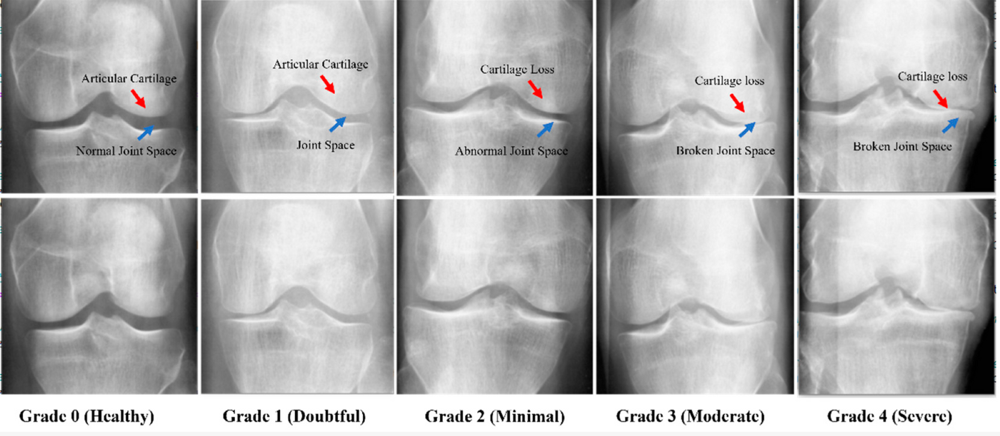 Articular Cartilage
Normal Joint Space
Articular Cartilage
Joint Space
Cartilage Loss
Abnormal Joint Space
Cartilage loss
Broken Joint Space
Cartilage loss
Broken Joint Space
Grade 0 (Healthy)
Grade 1 (Doubtful)
Grade 2 (Minimal)
Grade 3 (Moderate)
Grade 4 (Severe)